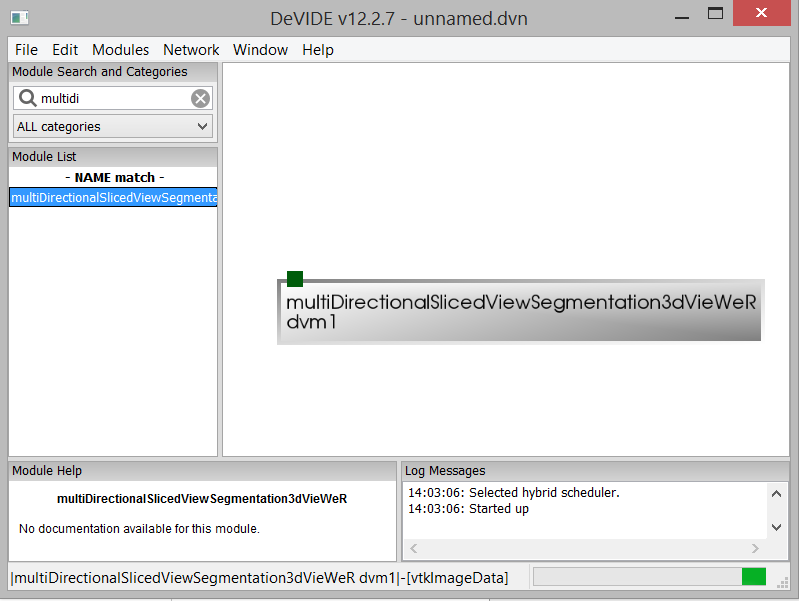 DeVIDE v12.2.7 - unnamed.dvn
File Edit Modules Network Window Help
Module Search and Categories
multidi
ALL categories
Module List
- NAME match -
multiDirectionalSlicedViewSegmenta
multiDirectionalSlicedViewSegmentation3dVieWeR
dvm1
Module Help
multiDirectionalSlicedViewSegmentation3dVieWeR
No documentation available for this module.
Log Messages
14:03:06: Selected hybrid scheduler.
14:03:06: Started up
|multiDirectionalSlicedViewSegmentation3dVieWeR dvm1|-[vtkImageData]